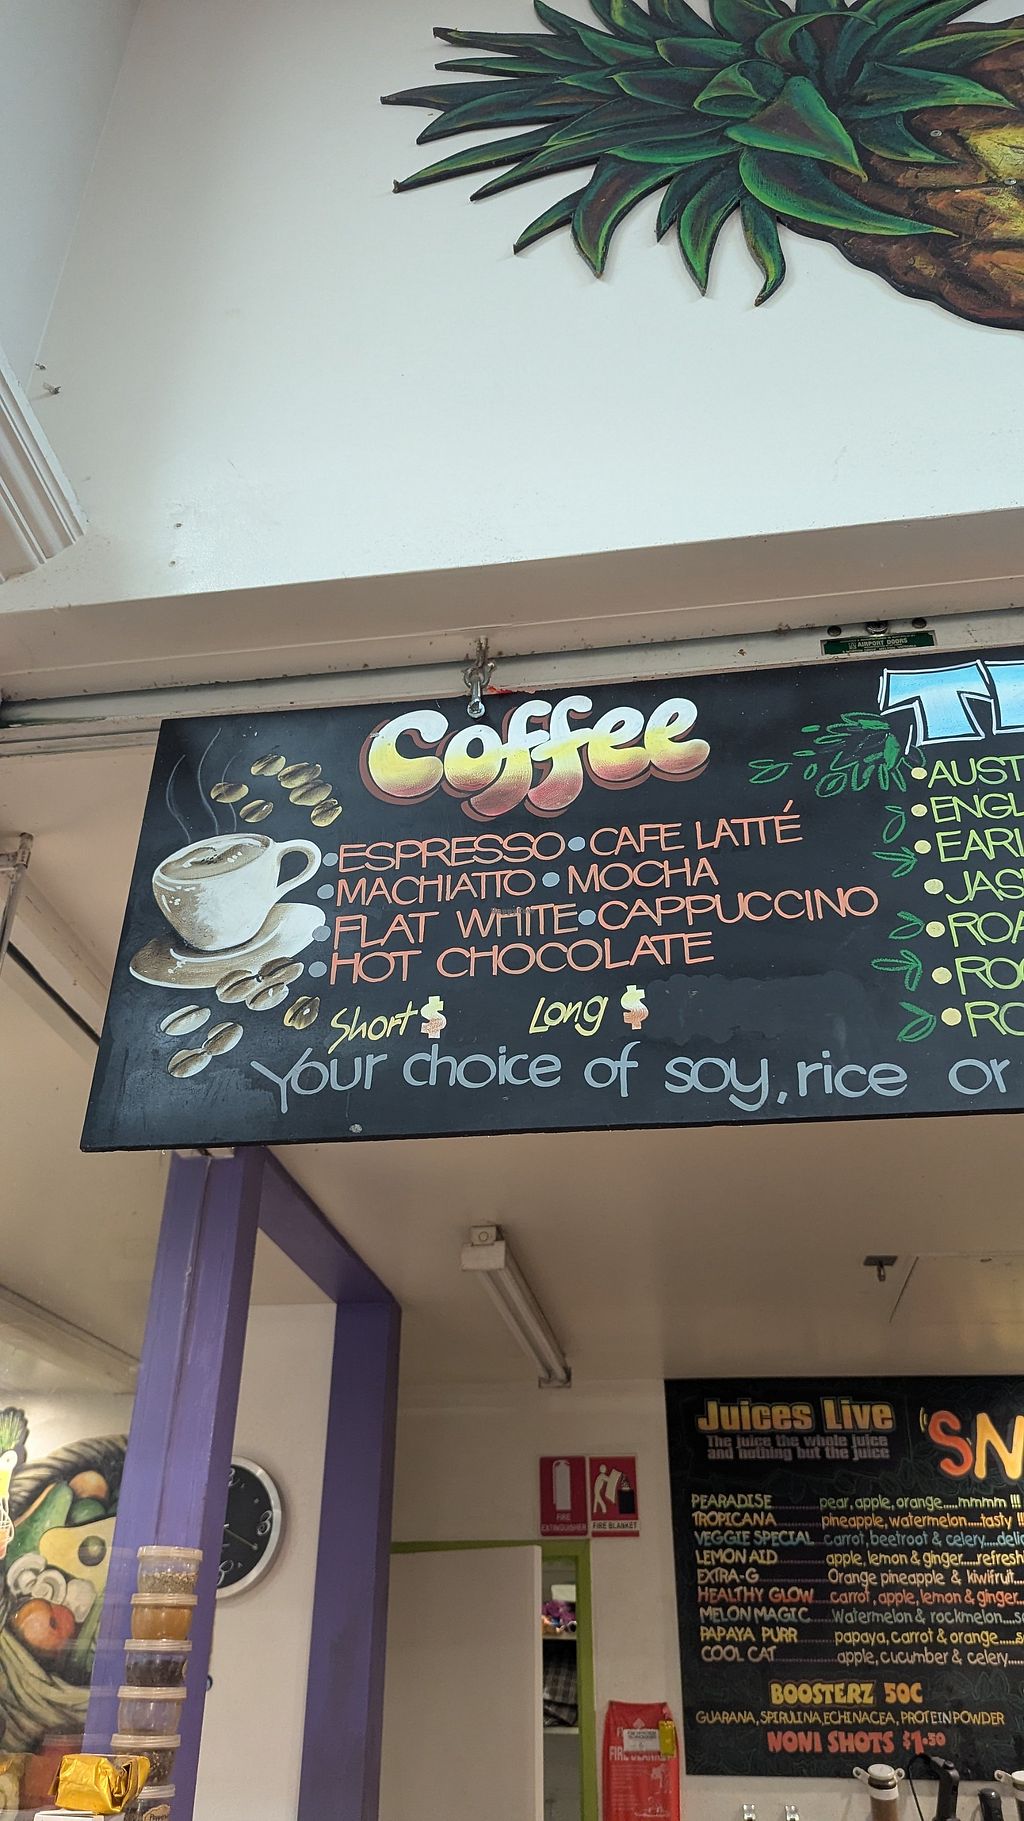 AIRPORT DOORS
Coffee
• ESPRESSO • CAFE LATTÉ
• MACHIATTO • MOCHA
• FLAT WHITE • CAPPUCCINO
• HOT CHOCOLATE
Short $ Long $
Your choice of soy, rice or
• AUST
• ENGL
• EARL
• JAS
• ROA
• RO
FIRE EXTINGUISHER
FIRE BLANKET
Juices Live
The juice the whole juice
and nothing but the juice
'SM
PEARADISE.........pear, apple, orange.....mmmm !!!
TROPICANA.........pineapple, watermelon.....tasty !!!
VEGGIE SPECIAL carrot, beetroot & celery....
LEMON AID.........apple, lemon & ginger.....refresh
EXTRA-G.........Orange pineapple & kiwifruit....
HEALTHY GLOW....carrot, apple, lemon & ginger...
MELON MAGIC....Watermelon & rockmelon....
PAPAYA PURR....papaya, carrot & orange.....
COOL CAT.........apple, cucumber & celery.....
BOOSTERZ 50C
GUARANA, SPIRULINA, ECHINACEA, PROTEIN POWDER
NONI SHOTS $1.50